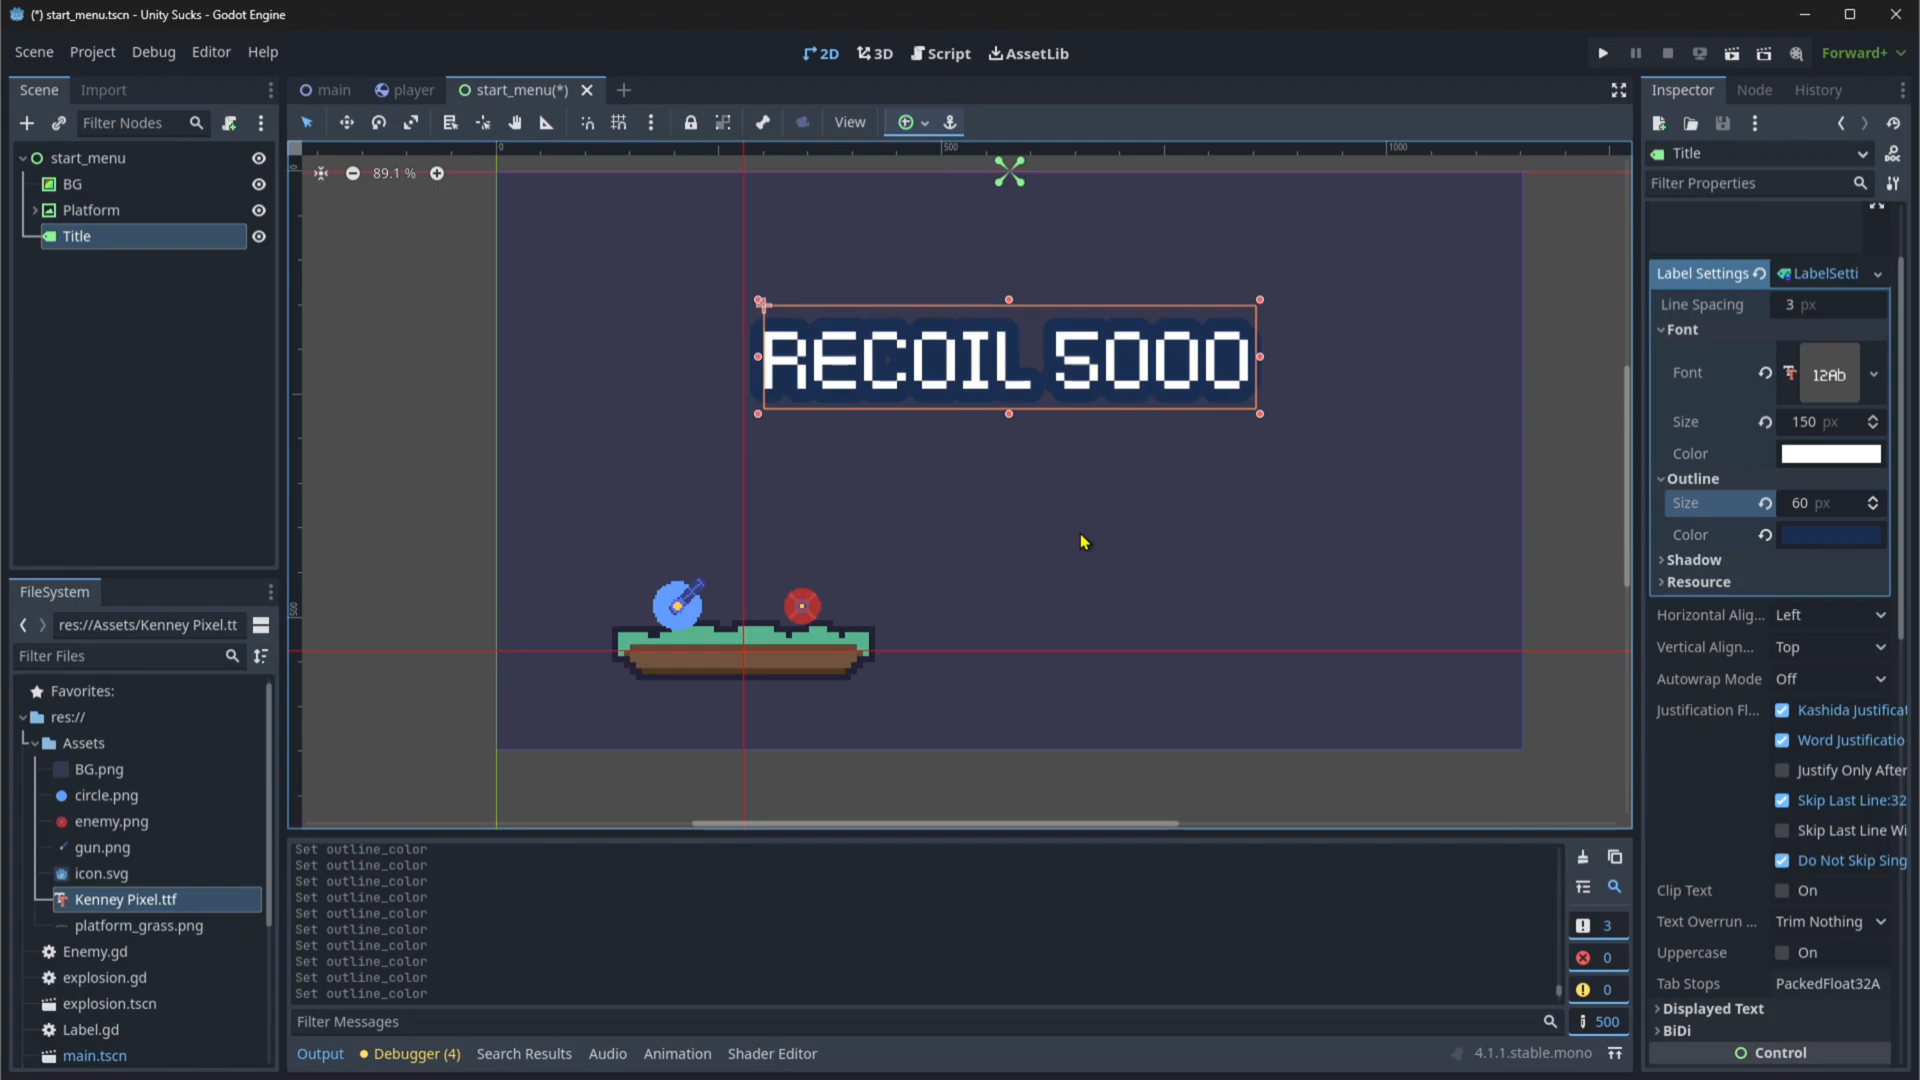 (*) start_menu.tscn - Unity Sucks - Godot Engine
Scene Project Debug Editor Help
2D 3D Script AssetLib
Forward+
Scene Import
Filter Nodes
start_menu
BG
Platform
Title
main player start_menu(*)
View
89.1 %
0 500 1000
500
RECOIL 5000
FileSystem
res://Assets/Kenney Pixel.tt
Filter Files
Favorites:
res://
Assets
BG.png
circle.png
enemy.png
gun.png
icon.svg
Kenney Pixel.ttf
platform_grass.png
Enemy.gd
explosion.gd
explosion.tscn
Label.gd
main.tscn
Set outline_color
Set outline_color
Set outline_color
Set outline_color
Set outline_color
Set outline_color
Set outline_color
Set outline_color
Set outline_color
Set outline_color
3
0
0
500
Filter Messages
Output Debugger (4) Search Results Audio Animation Shader Editor
4.1.1.stable.mono
Inspector Node History
Title
Filter Properties
Label Settings LabelSetti
Line Spacing 3 px
Font
Font 12Ab
Size 150 px
Color
Outline
Size 60 px
Color
Shadow
Resource
Horizontal Alig... Left
Vertical Align... Top
Autowrap Mode Off
Justification Fl... Kashida Justificat
Word Justificatio
Justify Only After
Skip Last Line:32
Skip Last Line Wi
Do Not Skip Sing
Clip Text On
Text Overrun ... Trim Nothing
Uppercase On
Tab Stops PackedFloat32A
Displayed Text
BiDi
Control